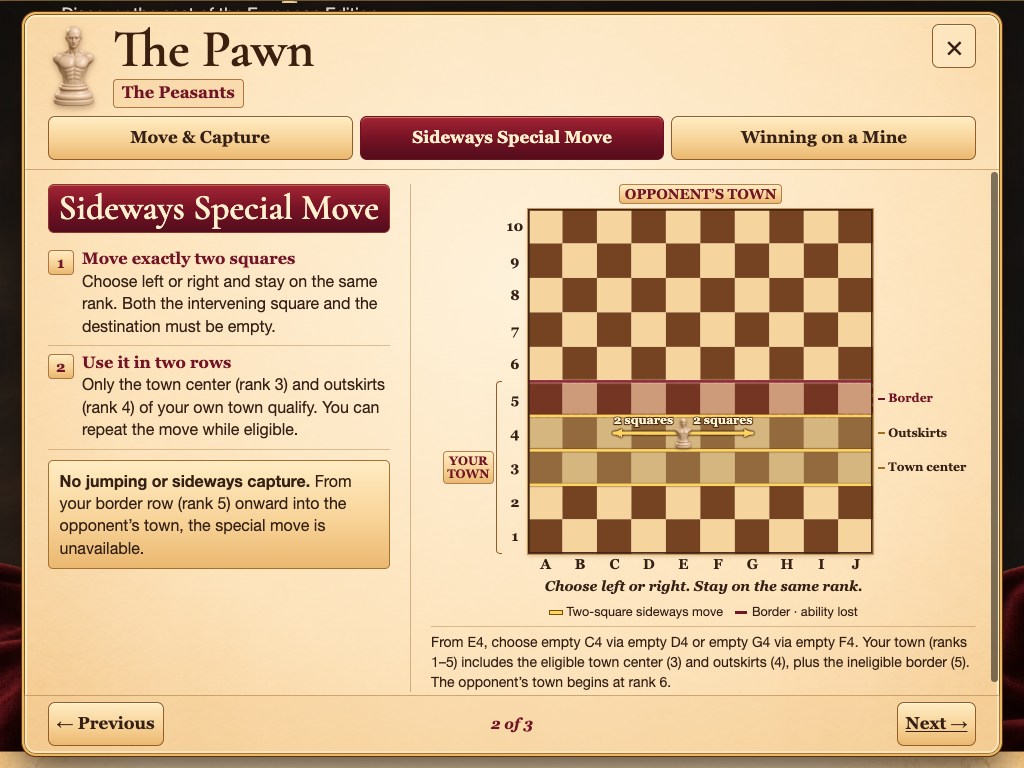 Discover the cast of the European Edition
The Pawn
The Peasants
×
Move & Capture
Sideways Special Move
Winning on a Mine
Sideways Special Move
1
Move exactly two squares
Choose left or right and stay on the same
rank. Both the intervening square and the
destination must be empty.
2
Use it in two rows
Only the town center (rank 3) and outskirts
(rank 4) of your own town qualify. You can
repeat the move while eligible.
No jumping or sideways capture. From
your border row (rank 5) onward into the
opponent's town, the special move is
unavailable.
OPPONENT'S TOWN
10
9
8
7
6
5
Border
2 squares 2 squares
4
Outskirts
YOUR
TOWN
3
Town center
2
1
A B C D E F G H I J
Choose left or right. Stay on the same rank.
Two-square sideways move Border · ability lost
From E4, choose empty C4 via empty D4 or empty G4 via empty F4. Your town (ranks
1–5) includes the eligible town center (3) and outskirts (4), plus the ineligible border (5).
The opponent's town begins at rank 6.
← Previous
2 of 3
Next →